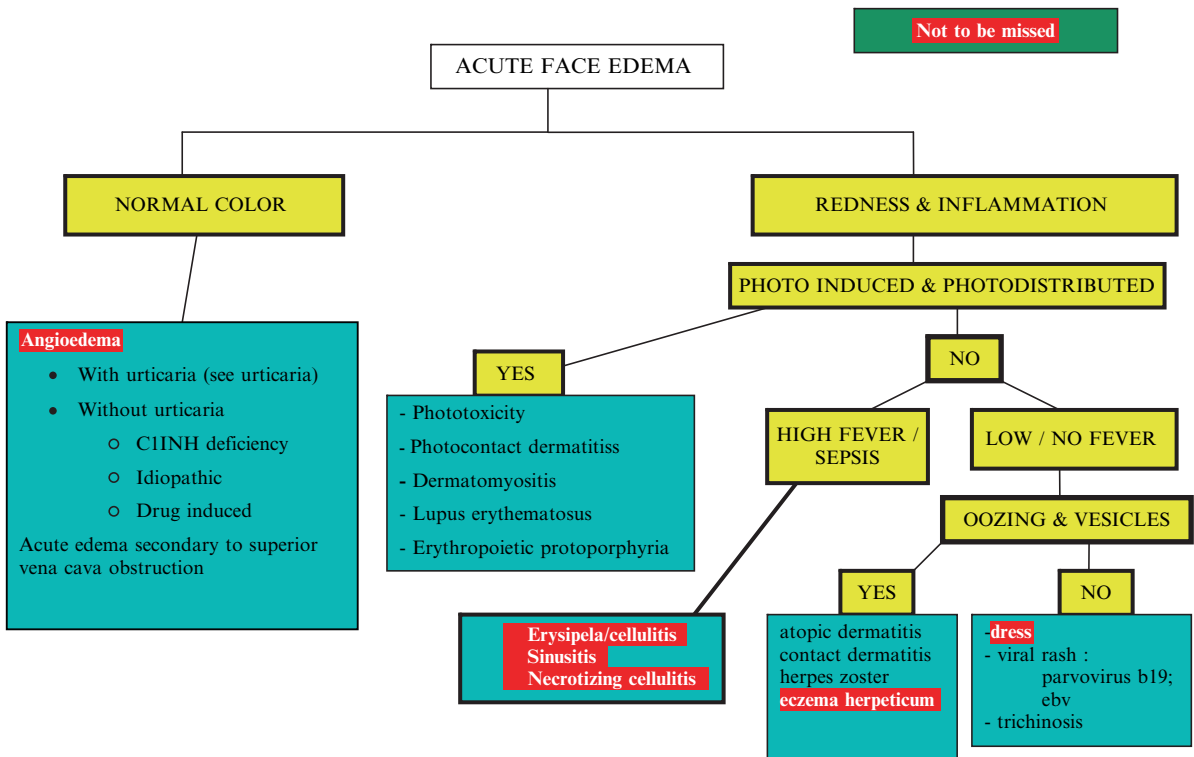 Not to be missed
ACUTE FACE EDEMA
NORMAL COLOR
REDNESS & INFLAMMATION
PHOTO INDUCED & PHOTODISTRIBUTED
Angioedema
• With urticaria (see urticaria)
• Without urticaria
o C1INH deficiency
o Idiopathic
o Drug induced
Acute edema secondary to superior
vena cava obstruction
YES
- Phototoxicity
- Photocontact dermatitiss
- Dermatomyositis
- Lupus erythematosus
- Erythropoietic protoporphyria
NO
HIGH FEVER /
SEPSIS
LOW / NO FEVER
OOZING & VESICLES
Erysipela/cellulitis
Sinusitis
Necrotizing cellulitis
YES
atopic dermatitis
contact dermatitis
herpes zoster
eczema herpeticum
NO
-dress
- viral rash :
parvovirus b19;
ebv
- trichinosis